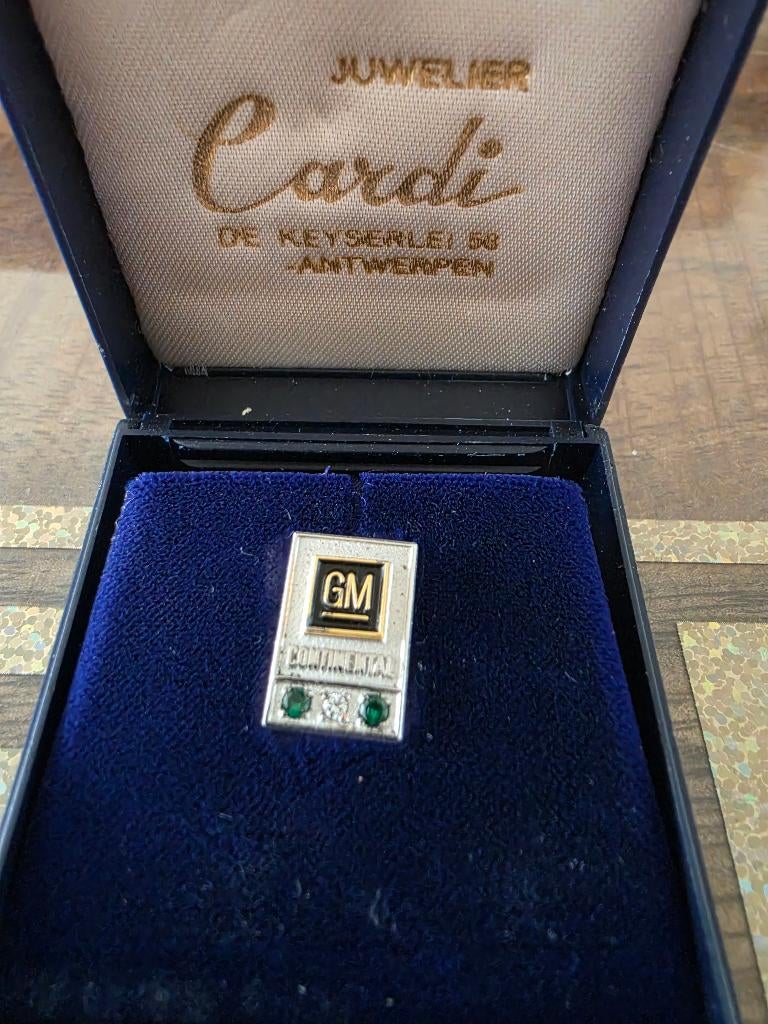 JUWELIER
Cardi
DE KEYSERLEI 58
-ANTWERPEN
GM
CONTINENTAL